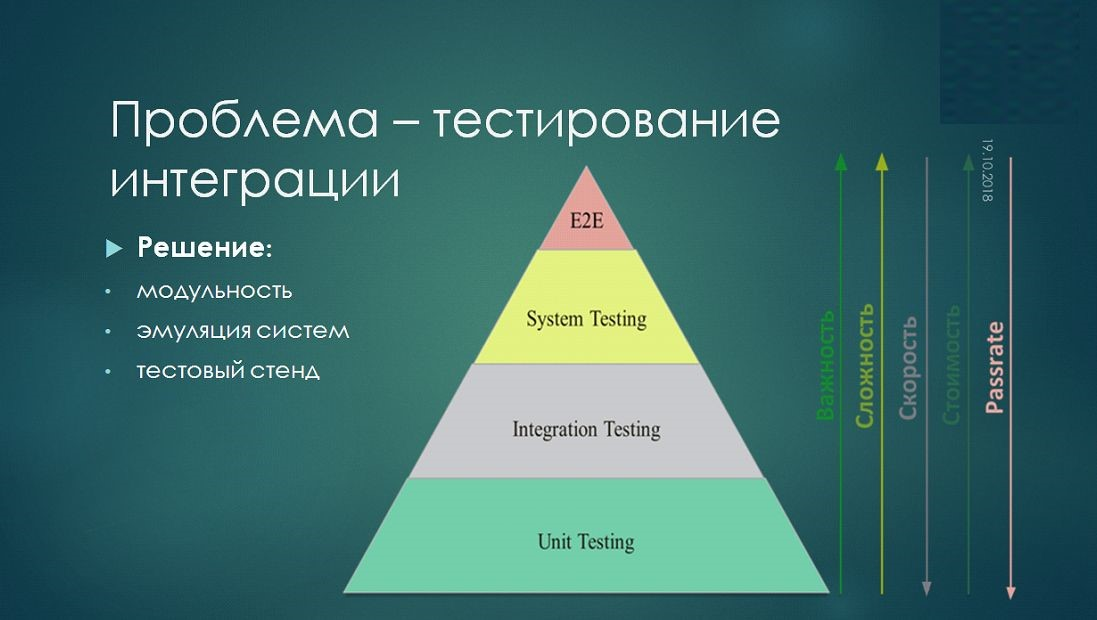 Проблема – тестирование
интеграции
Решение:
модульность
эмуляция систем
тестовый стенд
E2E
System Testing
Integration Testing
Unit Testing
Важность
Сложность
Скорость
Стоимость
Passrate
19.10.2018